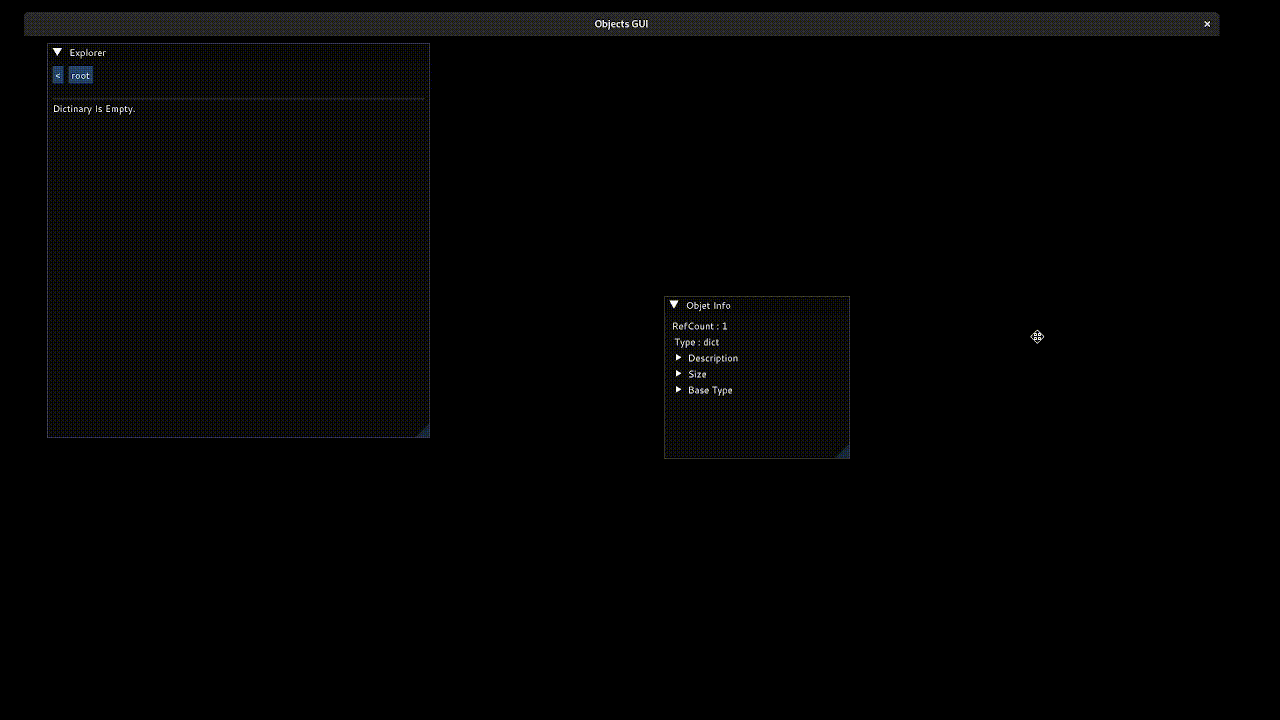 Objects GUI
×
Explorer
< root
Dictinary Is Empty.
Objet Info
RefCount : 1
Type : dict
Description
Size
Base Type